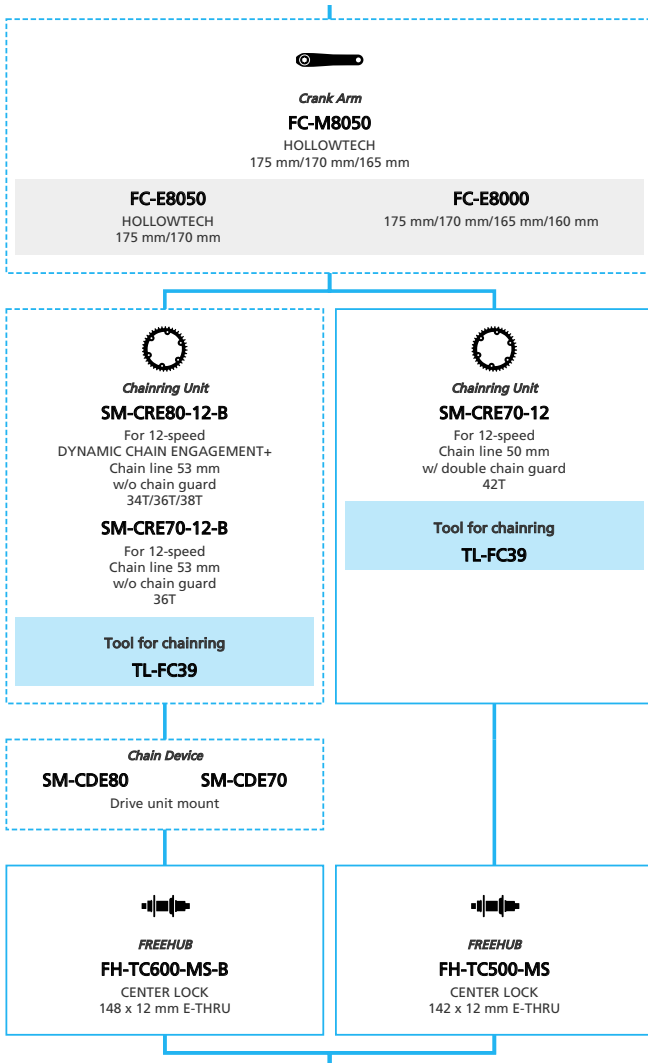 Crank Arm
FC-M8050
HOLLOWTECH
175 mm/170 mm/165 mm
FC-E8050
HOLLOWTECH
175 mm/170 mm
FC-E8000
175 mm/170 mm/165 mm/160 mm
Chainring Unit
SM-CRE80-12-B
For 12-speed
DYNAMIC CHAIN ENGAGEMENT+
Chain line 53 mm
w/o chain guard
34T/36T/38T
SM-CRE70-12-B
For 12-speed
Chain line 53 mm
w/o chain guard
36T
Tool for chainring
TL-FC39
Chainring Unit
SM-CRE70-12
For 12-speed
Chain line 50 mm
w/ double chain guard
42T
Tool for chainring
TL-FC39
Chain Device
SM-CDE80 SM-CDE70
Drive unit mount
FREEHUB
FH-TC600-MS-B
CENTER LOCK
148 x 12 mm E-THRU
FREEHUB
FH-TC500-MS
CENTER LOCK
142 x 12 mm E-THRU